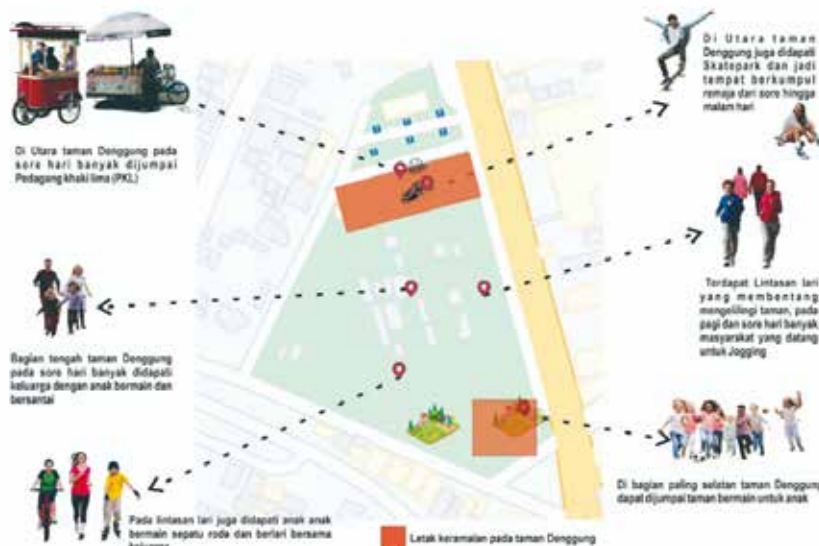 Di Utara taman Denggung pada
sore hari banyak dijumpai
Pedagang khaki lima (PKL)
Di Utara taman
Denggung juga didapati
Skatepark dan jadi
tempat berkumpul
remaja dari sore hingga
malam hari
Terdapat Lintasan lari
yang membentang
mengelilingi taman, pada
pagi dan sore hari banyak
masyarakat yang datang
untuk Jogging
Bagian tengah taman Denggung
pada sore hari banyak didapati
keluarga dengan anak bermain dan
bersantai
Di bagian paling selatan taman Denggung
dapat dijumpai taman bermain untuk anak
Pada lintasan lari juga didapati anak anak
bermain sepatu roda dan berlari bersama
keluarga
Letak keramaian pada taman Denggung